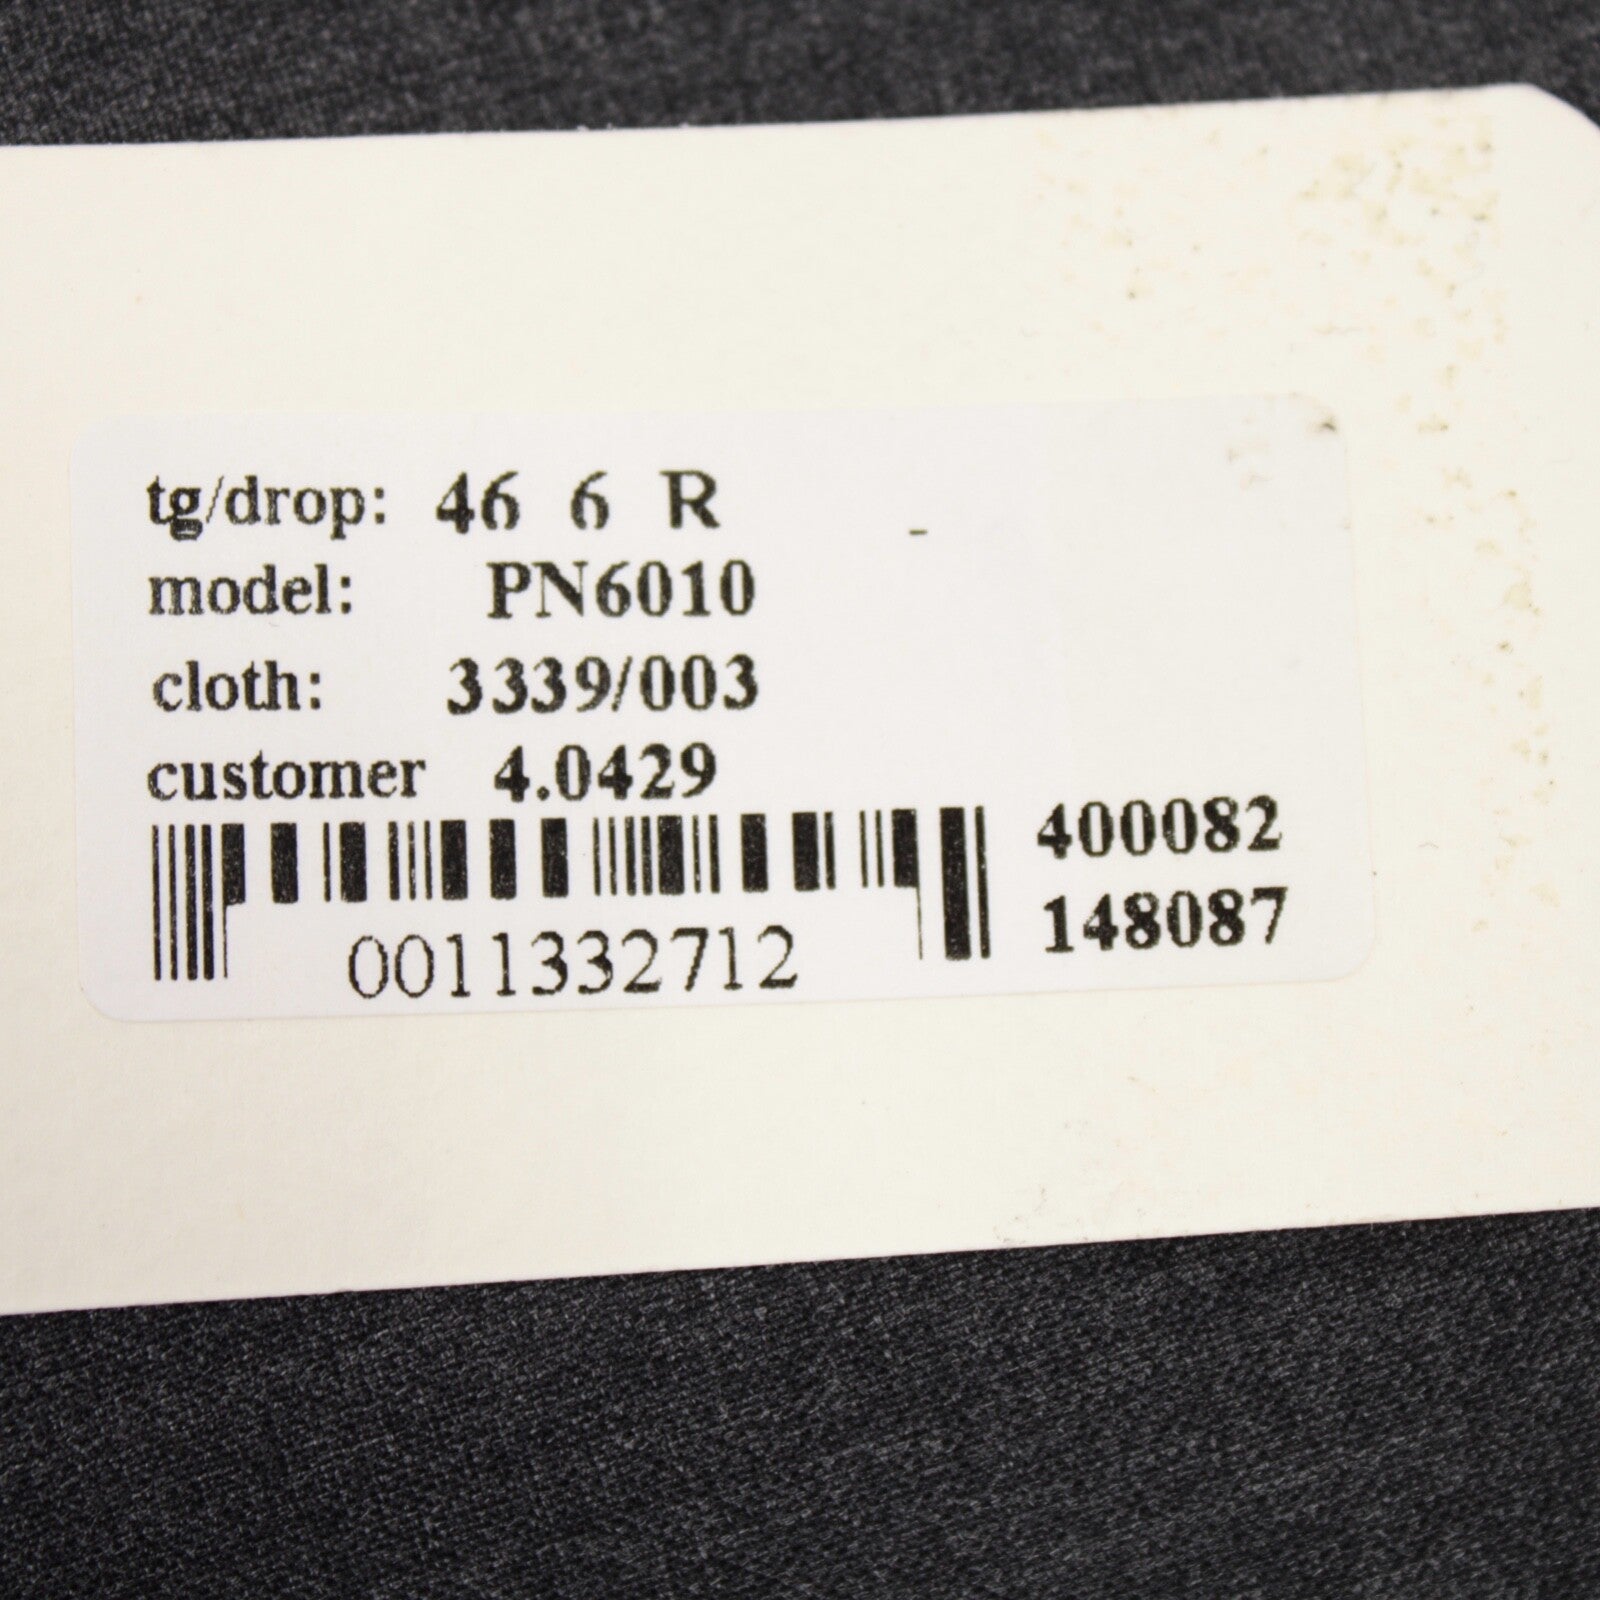 tg/drop: 46 6 R
model: PN6010
cloth: 3339/003
customer 4.0429
400082
148087
0011332712